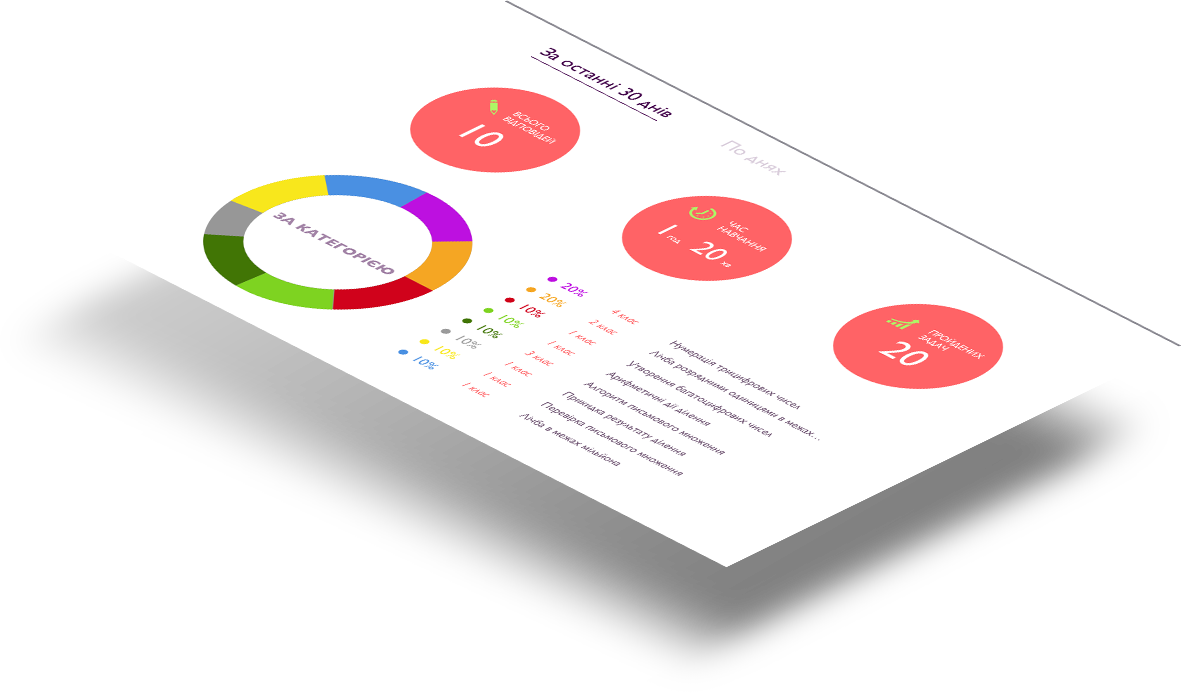 За останні 30 днів
По днях
ВСЬОГО
ВІДПОВІДЕЙ
10
ЧАС
НАВЧАННЯ
1 год 20 хв
ПРОЙДЕНИХ
ЗАДАЧ
20
ЗА КАТЕГОРІЄЮ
20% 4 клас Нумерація трицифрових чисел
20% 2 клас Лічба розрядними одиницями в межах...
10% 1 клас Утворення багатоцифрових чисел
10% 1 клас Арифметичні дії ділення
10% 3 клас Алгоритм письмового множення
10% 1 клас Прикидка результату ділення
10% 1 клас Перевірка письмового множення
10% 1 клас Лічба в межах мільйона